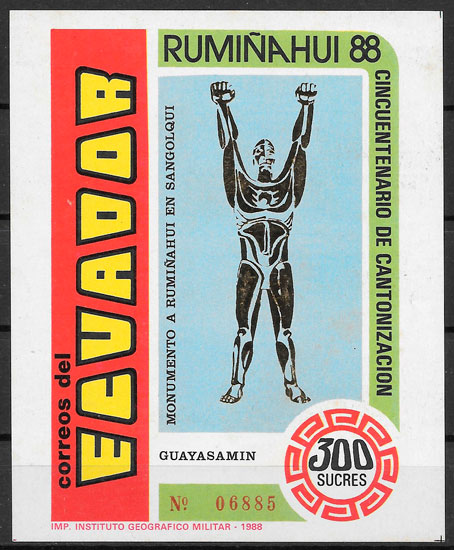 correos del
ECUADOR
RUMIÑAHUI 88
CINCUENTENARIO DE CANTONIZACION
MONUMENTO A RUMIÑAHUI EN SANGOLQUI
GUAYASAMIN
300
SUCRES
Nº 06885
IMP. INSTITUTO GEOGRAFICO MILITAR - 1988